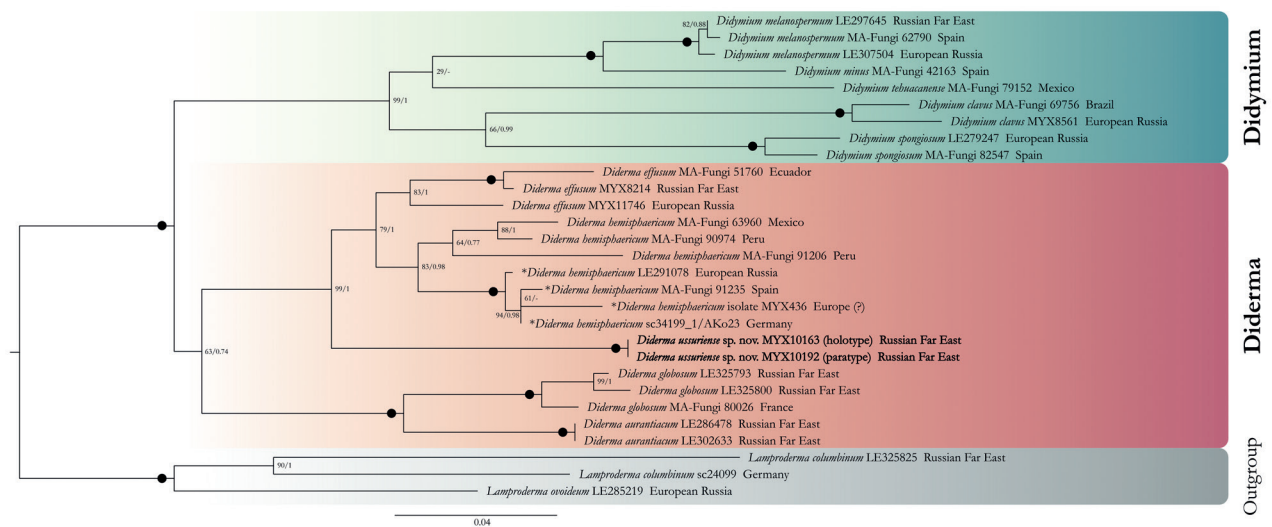 82/0.88
Didymium melanospermum LE297645 Russian Far East
Didymium melanospermum MA-Fungi 62790 Spain
Didymium melanospermum LE307504 European Russia
29/-
Didymium minus MA-Fungi 42163 Spain
Didymium tehuacanense MA-Fungi 79152 Mexico
99/1
Didymium clavus MA-Fungi 69756 Brazil
Didymium clavus MYX8561 European Russia
66/0.99
Didymium spongiosum LE279247 European Russia
Didymium spongiosum MA-Fungi 82547 Spain
Didymium
Diderma effusum MA-Fungi 51760 Ecuador
83/1
Diderma effusum MYX8214 Russian Far East
Diderma effusum MYX11746 European Russia
79/1
Diderma hemisphaericum MA-Fungi 63960 Mexico
88/1
64/0.77
Diderma hemisphaericum MA-Fungi 90974 Peru
Diderma hemisphaericum MA-Fungi 91206 Peru
83/0.98
*Diderma hemisphaericum LE291078 European Russia
99/1
*Diderma hemisphaericum MA-Fungi 91235 Spain
61/-
*Diderma hemisphaericum isolate MYX436 Europe (?)
94/0.98
*Diderma hemisphaericum sc34199_1/AKo23 Germany
Diderma ussuriense sp. nov. MYX10163 (holotype) Russian Far East
Diderma ussuriense sp. nov. MYX10192 (paratype) Russian Far East
63/0.74
Diderma globosum LE325793 Russian Far East
99/1
Diderma globosum LE325800 Russian Far East
Diderma globosum MA-Fungi 80026 France
Diderma aurantiacum LE286478 Russian Far East
Diderma aurantiacum LE302633 Russian Far East
Diderma
Lamproderma columbinum LE325825 Russian Far East
90/1
Lamproderma columbinum sc24099 Germany
Lamproderma ovoideum LE285219 European Russia
Outgroup
0.04